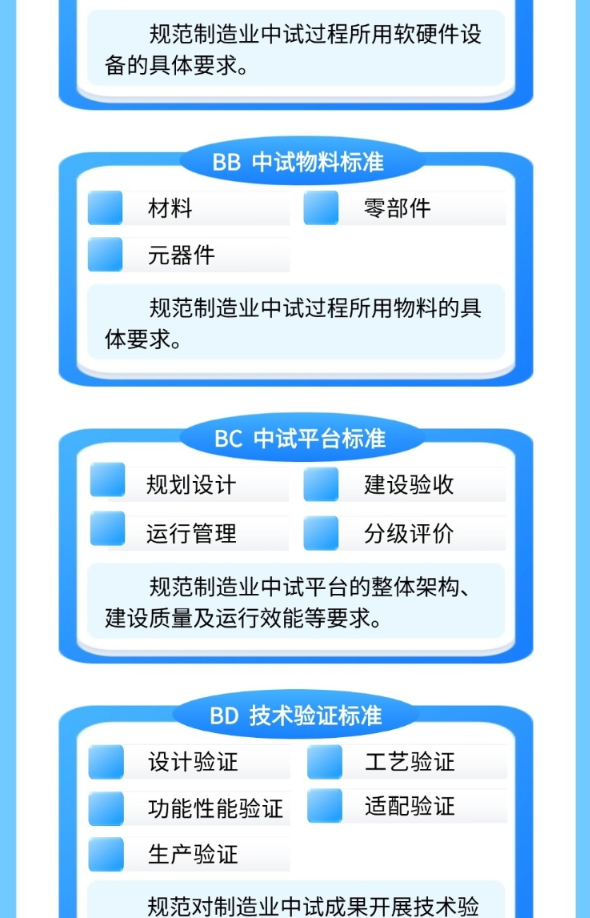 规范制造业中试过程所用软硬件设
备的具体要求。
BB 中试物料标准
材料 零部件
元器件
规范制造业中试过程所用物料的具
体要求。
BC 中试平台标准
规划设计 建设验收
运行管理 分级评价
规范制造业中试平台的整体架构、
建设质量及运行效能等要求。
BD 技术验证标准
设计验证 工艺验证
功能性能验证 适配验证
生产验证
规范对制造业中试成果开展技术验